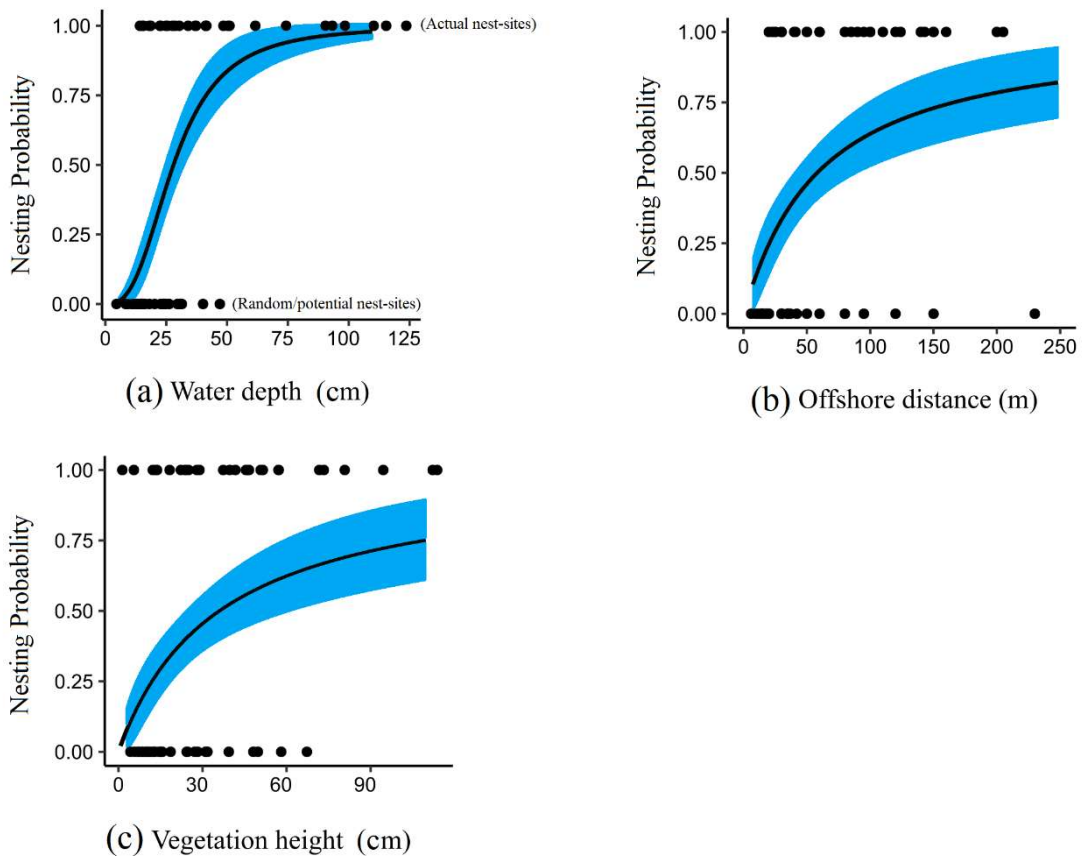 1.00
(Actual nest-sites)
0.75
0.50
0.25
0.00
(Random/potential nest-sites)
Nesting Probability
0 25 50 75 100 125
(a) Water depth (cm)
1.00
0.75
0.50
0.25
0.00
Nesting Probability
0 50 100 150 200 250
(b) Offshore distance (m)
1.00
0.75
0.50
0.25
0.00
Nesting Probability
0 30 60 90
(c) Vegetation height (cm)